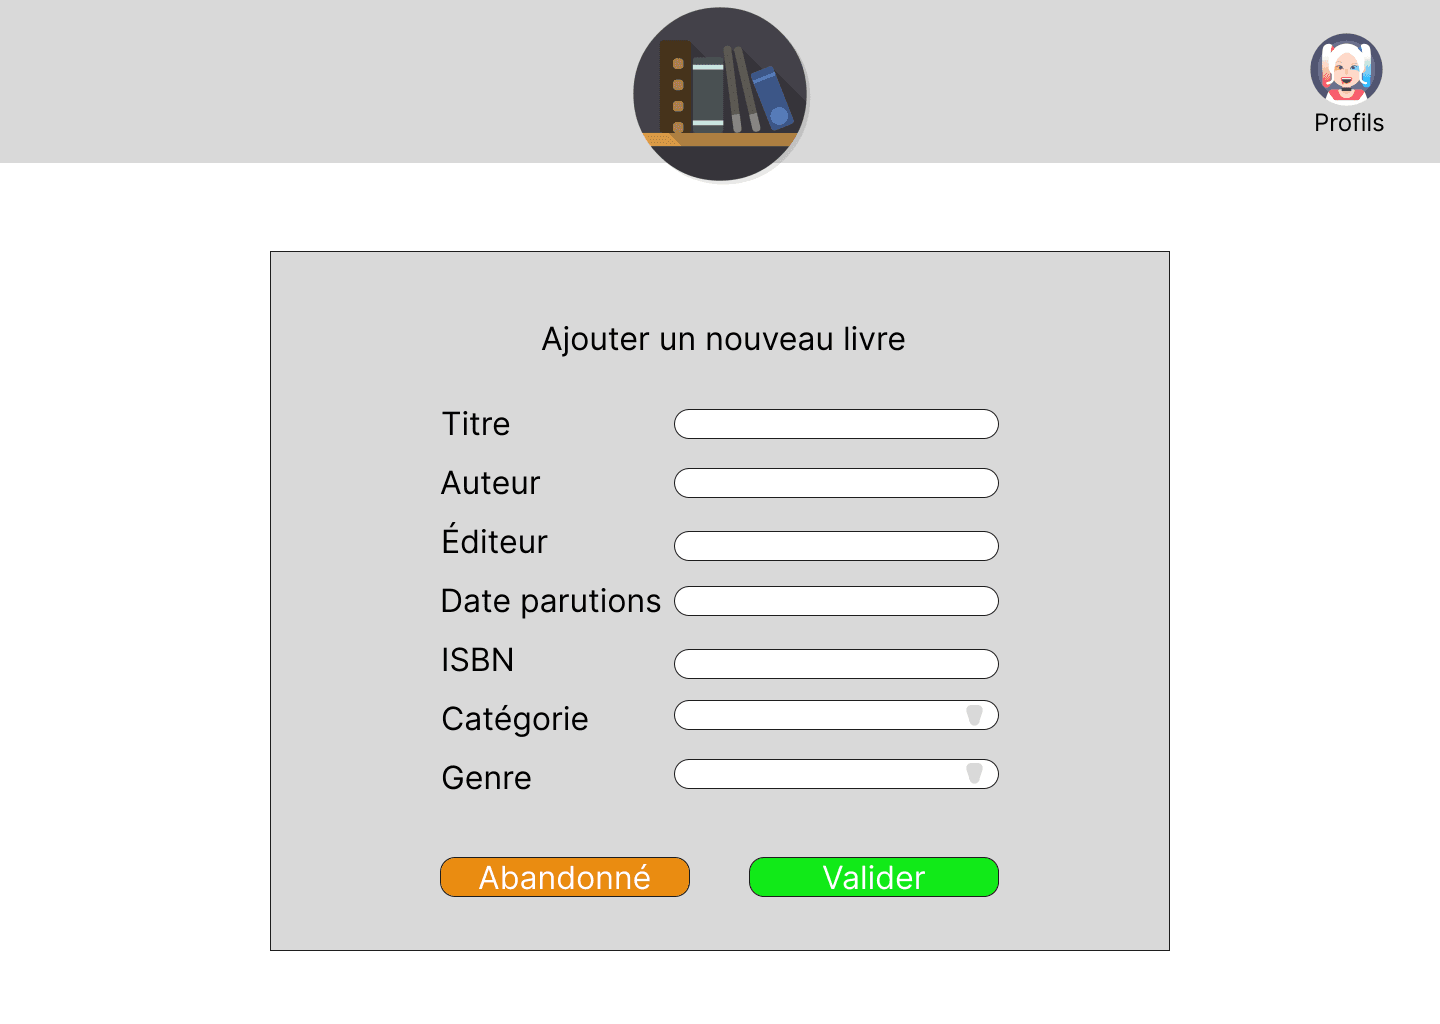 Profils
Ajouter un nouveau livre
Titre
Auteur
Éditeur
Date parutions
ISBN
Catégorie
Genre
Abandonné
Valider